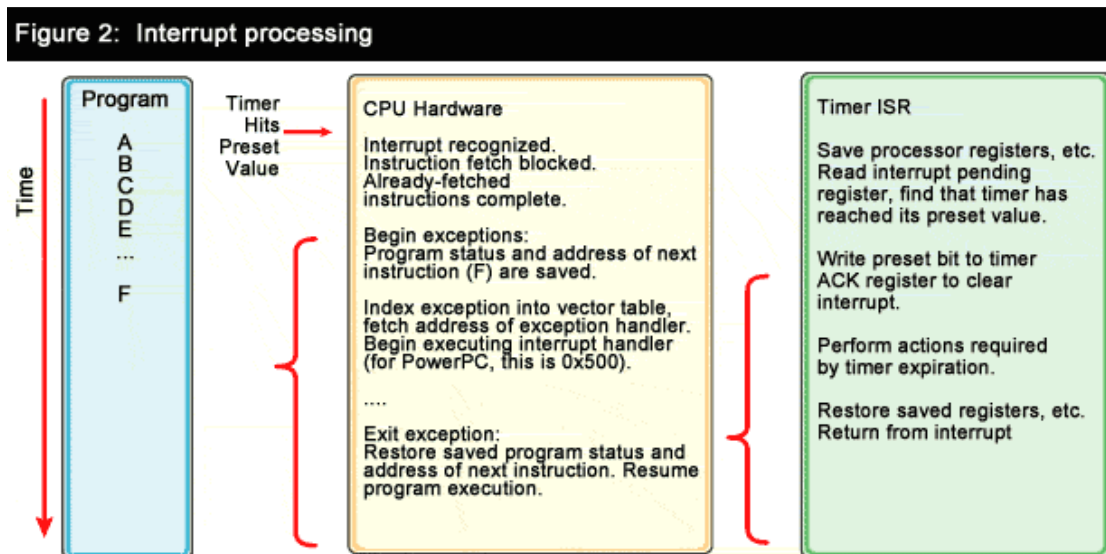 Figure 2: Interrupt processing
Time
Program
A
B
C
D
E
...
F
Timer
Hits
Preset
Value
CPU Hardware
Interrupt recognized.
Instruction fetch blocked.
Already-fetched
instructions complete.
Begin exceptions:
Program status and address of next
instruction (F) are saved.
Index exception into vector table,
fetch address of exception handler.
Begin executing interrupt handler
(for PowerPC, this is 0x500).
....
Exit exception:
Restore saved program status and
address of next instruction. Resume
program execution.
Timer ISR
Save processor registers, etc.
Read interrupt pending
register, find that timer has
reached its preset value.
Write preset bit to timer
ACK register to clear
interrupt.
Perform actions required
by timer expiration.
Restore saved registers, etc.
Return from interrupt